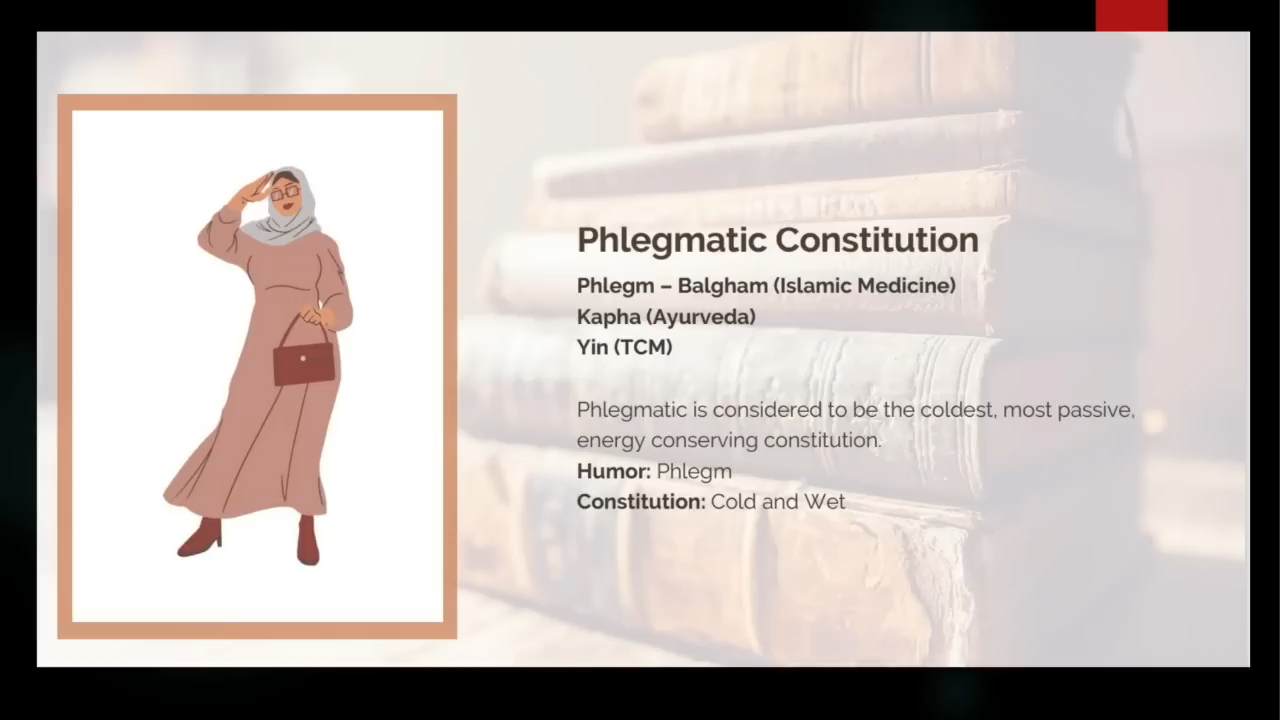 Phlegmatic Constitution
Phlegm – Balgham (Islamic Medicine)
Kapha (Ayurveda)
Yin (TCM)
Phlegmatic is considered to be the coldest, most passive,
energy conserving constitution.
Humor: Phlegm
Constitution: Cold and Wet